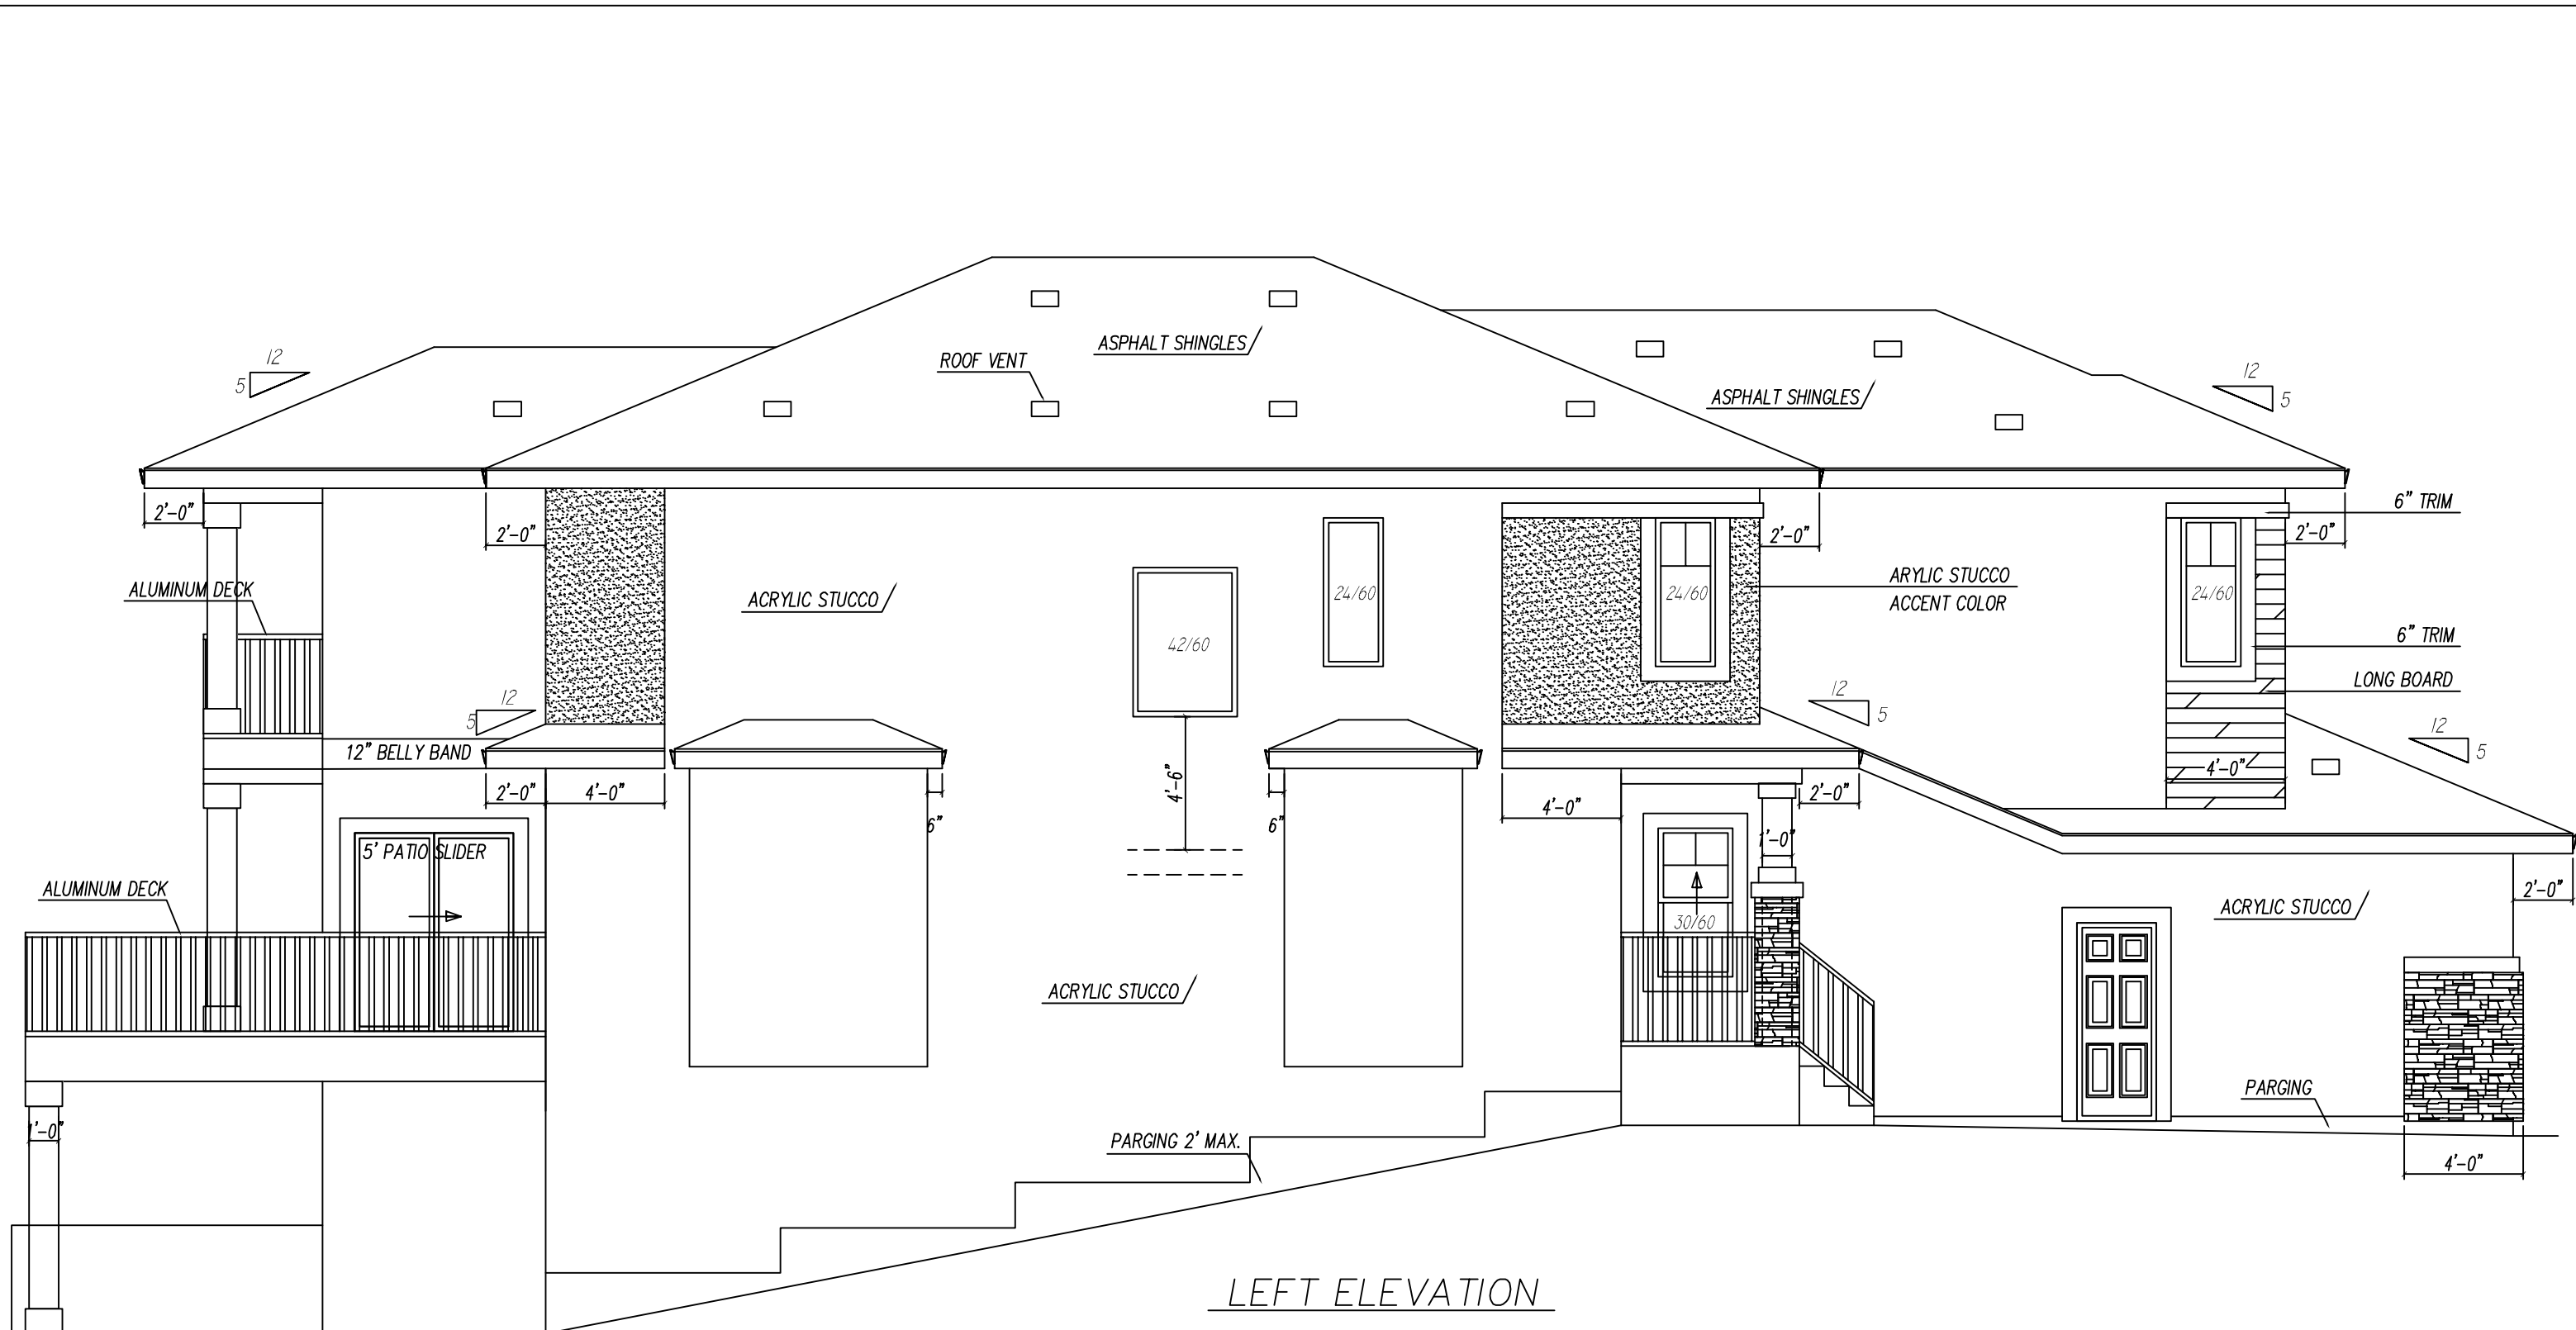 12
5
ROOF VENT
ASPHALT SHINGLES
ASPHALT SHINGLES
12
5
2'-0"
2'-0"
2'-0"
6" TRIM
2'-0"
ALUMINUM DECK
ACRYLIC STUCCO
42/60
24/60
24/60
ARYLIC STUCCO
ACCENT COLOR
24/60
6" TRIM
LONG BOARD
12
5
12
5
12
5
12" BELLY BAND
2'-0"
4'-0"
6"
4'-6"
6"
4'-0"
2'-0"
1'-0"
4'-0"
5' PATIO SLIDER
ALUMINUM DECK
30/60
2'-0"
ACRYLIC STUCCO
ACRYLIC STUCCO
PARGING
1'-0"
PARGING 2' MAX.
4'-0"
LEFT ELEVATION